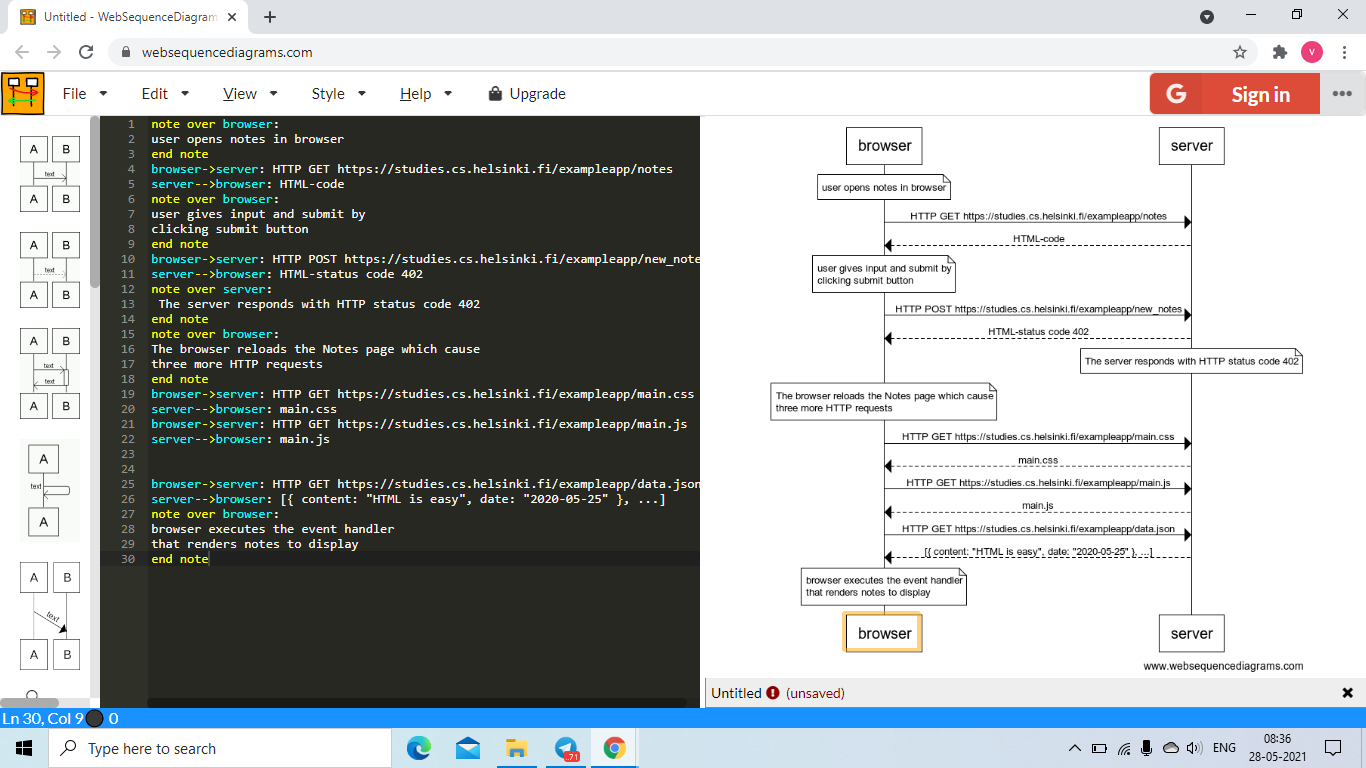 Untitled - WebSequenceDiagram
websequencediagrams.com
V
File Edit View Style Help Upgrade
G Sign in
A B
text
A B
A B
text
A B
A B
text
text
A B
A
text
A
A B
text
A B
1 note over browser:
2 user opens notes in browser
3 end note
4 browser->server: HTTP GET https://studies.cs.helsinki.fi/exampleapp/notes
5 server-->browser: HTML-code
6 note over browser:
7 user gives input and submit by
8 clicking submit button
9 end note
10 browser->server: HTTP POST https://studies.cs.helsinki.fi/exampleapp/new_note
11 server-->browser: HTML-status code 402
12 note over server:
13 The server responds with HTTP status code 402
14 end note
15 note over browser:
16 The browser reloads the Notes page which cause
17 three more HTTP requests
18 end note
19 browser->server: HTTP GET https://studies.cs.helsinki.fi/exampleapp/main.css
20 server-->browser: main.css
21 browser->server: HTTP GET https://studies.cs.helsinki.fi/exampleapp/main.js
22 server-->browser: main.js
23
24
25 browser->server: HTTP GET https://studies.cs.helsinki.fi/exampleapp/data.json
26 server-->browser: [{ content: "HTML is easy", date: "2020-05-25" }, ...]
27 note over browser:
28 browser executes the event handler
29 that renders notes to display
30 end note
browser server
user opens notes in browser
HTTP GET https://studies.cs.helsinki.fi/exampleapp/notes
HTML-code
user gives input and submit by
clicking submit button
HTTP POST https://studies.cs.helsinki.fi/exampleapp/new_notes
HTML-status code 402
The server responds with HTTP status code 402
The browser reloads the Notes page which cause
three more HTTP requests
HTTP GET https://studies.cs.helsinki.fi/exampleapp/main.css
main.css
HTTP GET https://studies.cs.helsinki.fi/exampleapp/main.js
main.js
HTTP GET https://studies.cs.helsinki.fi/exampleapp/data.json
[{ content: "HTML is easy", date: "2020-05-25" }, ...]
browser executes the event handler
that renders notes to display
browser server
www.websequencediagrams.com
Untitled (unsaved)
Ln 30, Col 9 0
Type here to search
71
ENG
08:36
28-05-2021